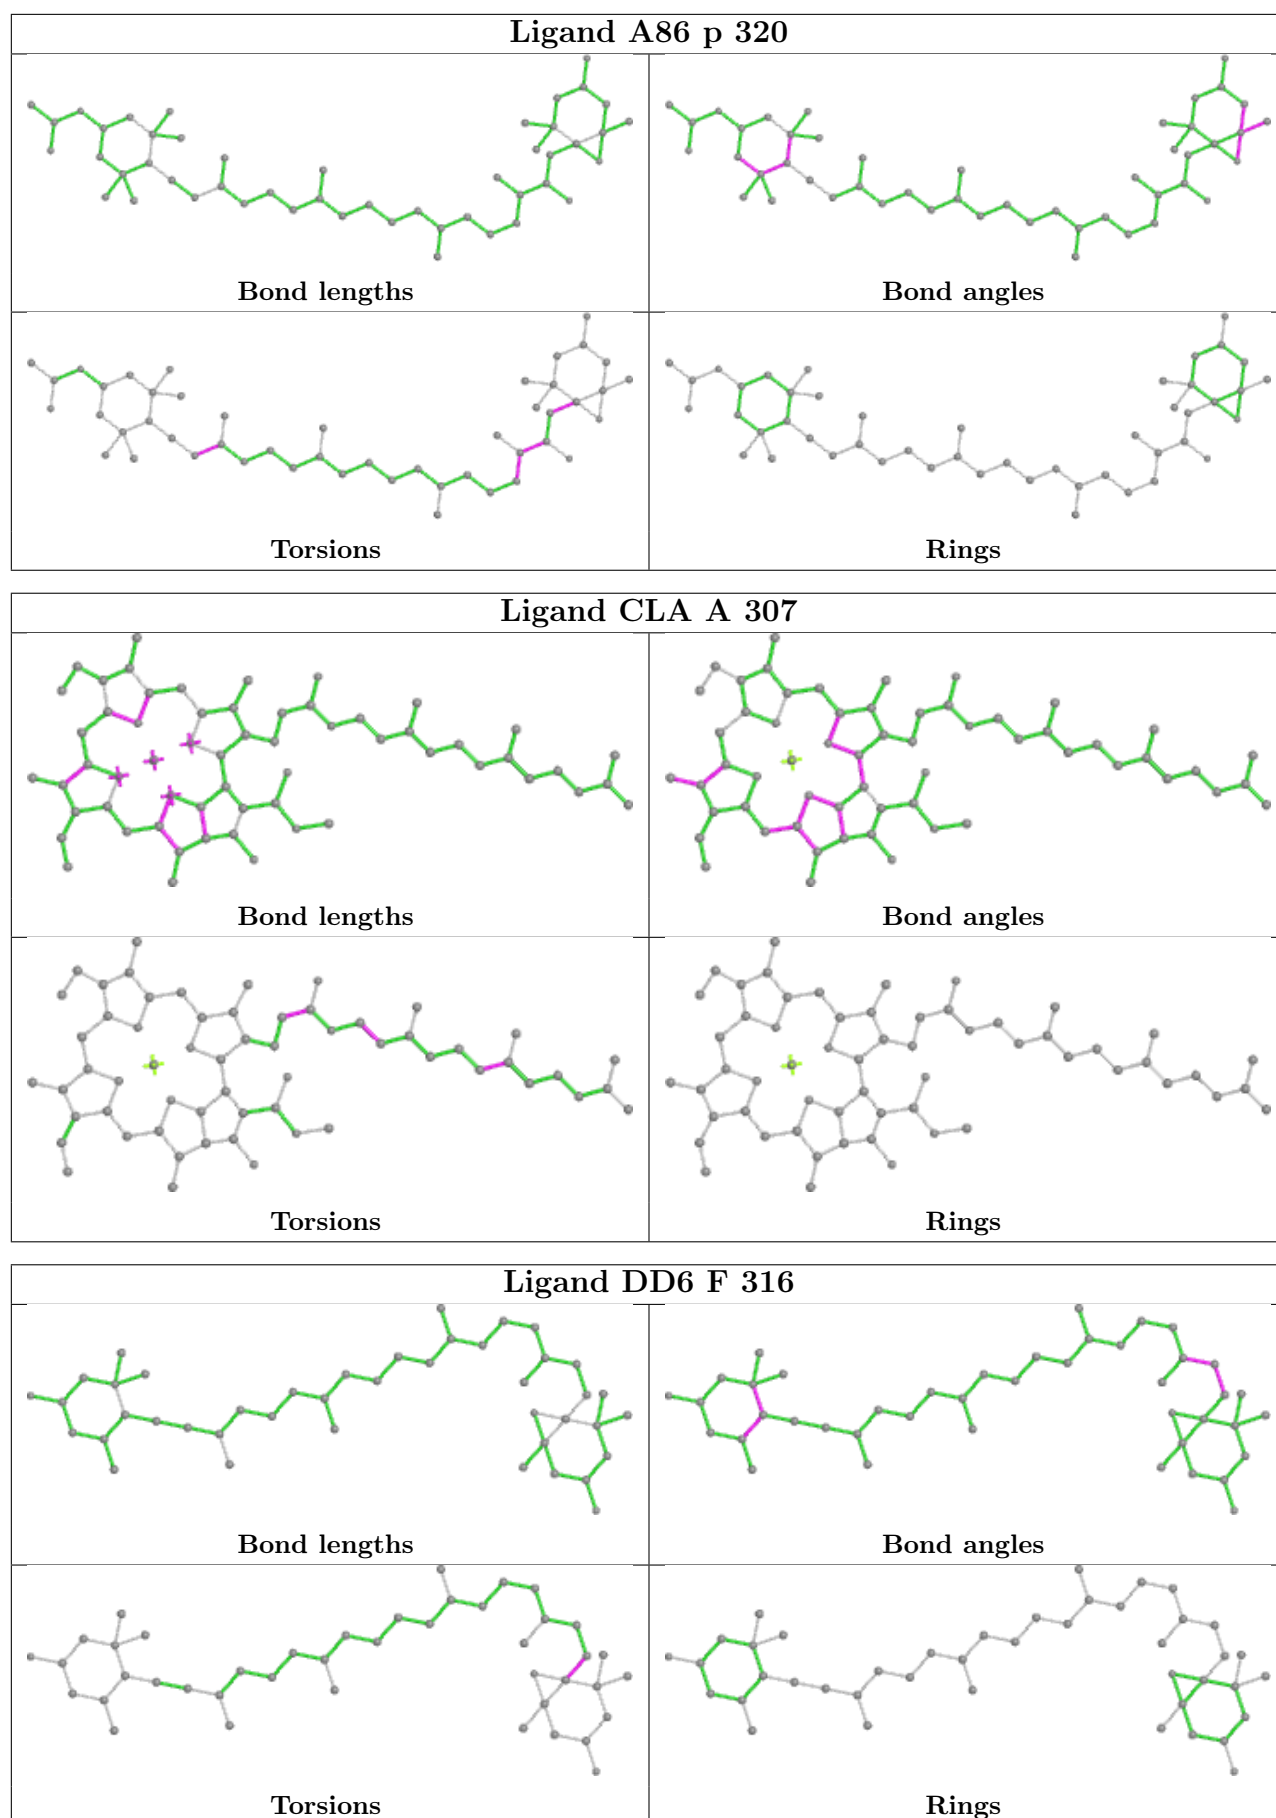 Ligand A86 p 320
Bond lengths
Bond angles
Torsions
Rings
Ligand CLA A 307
Bond lengths
Bond angles
Torsions
Rings
Ligand DD6 F 316
Bond lengths
Bond angles
Torsions
Rings